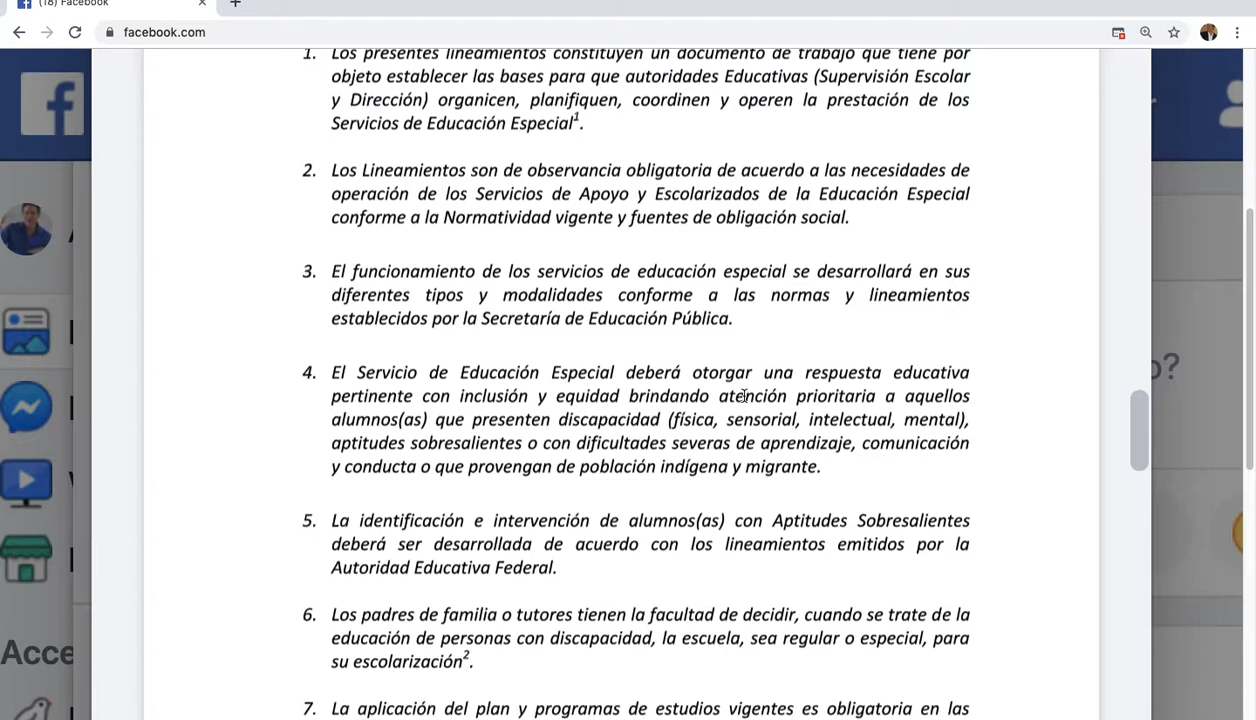 (18) Facebook
facebook.com
1. Los presentes lineamientos constituyen un documento de trabajo que tiene por
objeto establecer las bases para que autoridades Educativas (Supervisión Escolar
y Dirección) organicen, planifiquen, coordinen y operen la prestación de los
Servicios de Educación Especial1.
2. Los Lineamientos son de observancia obligatoria de acuerdo a las necesidades de
operación de los Servicios de Apoyo y Escolarizados de la Educación Especial
conforme a la Normatividad vigente y fuentes de obligación social.
3. El funcionamiento de los servicios de educación especial se desarrollará en sus
diferentes tipos y modalidades conforme a las normas y lineamientos
establecidos por la Secretaría de Educación Pública.
4. El Servicio de Educación Especial deberá otorgar una respuesta educativa
pertinente con inclusión y equidad brindando atención prioritaria a aquellos
alumnos(as) que presenten discapacidad (física, sensorial, intelectual, mental),
aptitudes sobresalientes o con dificultades severas de aprendizaje, comunicación
y conducta o que provengan de población indígena y migrante.
5. La identificación e intervención de alumnos(as) con Aptitudes Sobresalientes
deberá ser desarrollada de acuerdo con los lineamientos emitidos por la
Autoridad Educativa Federal.
6. Los padres de familia o tutores tienen la facultad de decidir, cuando se trate de la
educación de personas con discapacidad, la escuela, sea regular o especial, para
su escolarización2.
7. La aplicación del plan y programas de estudios vigentes es obligatoria en las
o?
Acce